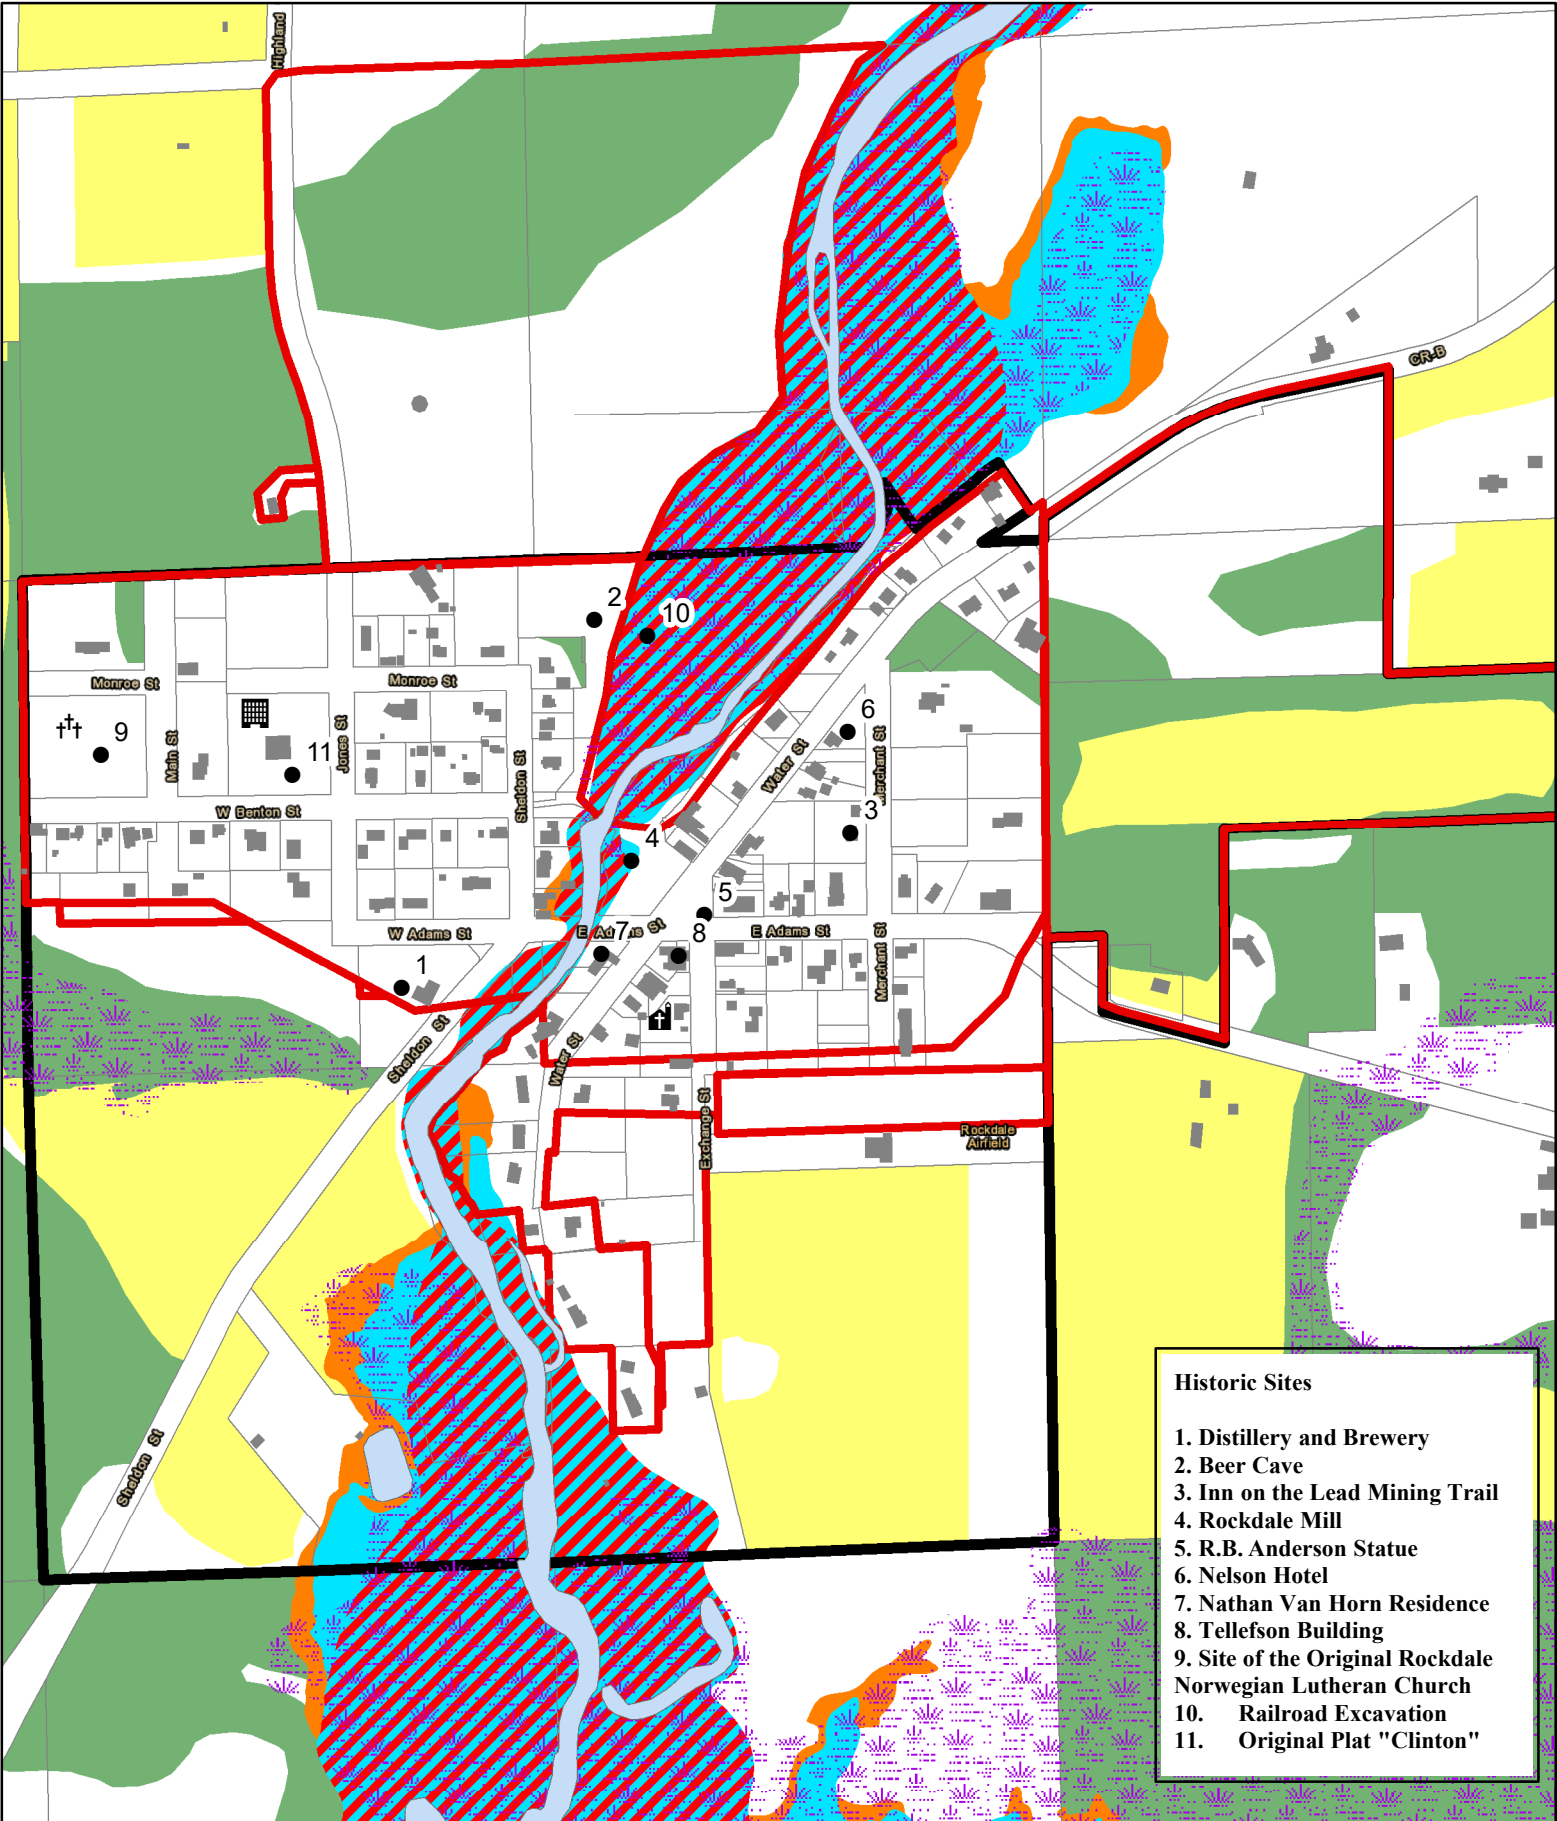 Highland
CR-B
2
10
Monroe St
Monroe St
9
Main St
11
Jones St
Sheldon St
6
Water St
Merchant St
W Benton St
3
4
5
W Adams St
E Adams St
7
8
E Adams St
1
Merchant St
Sheldon St
Water St
Exchange St
Rockdale
Airfield
Sheldon St
Historic Sites
1. Distillery and Brewery
2. Beer Cave
3. Inn on the Lead Mining Trail
4. Rockdale Mill
5. R.B. Anderson Statue
6. Nelson Hotel
7. Nathan Van Horn Residence
8. Tellefson Building
9. Site of the Original Rockdale
Norwegian Lutheran Church
10. Railroad Excavation
11. Original Plat "Clinton"